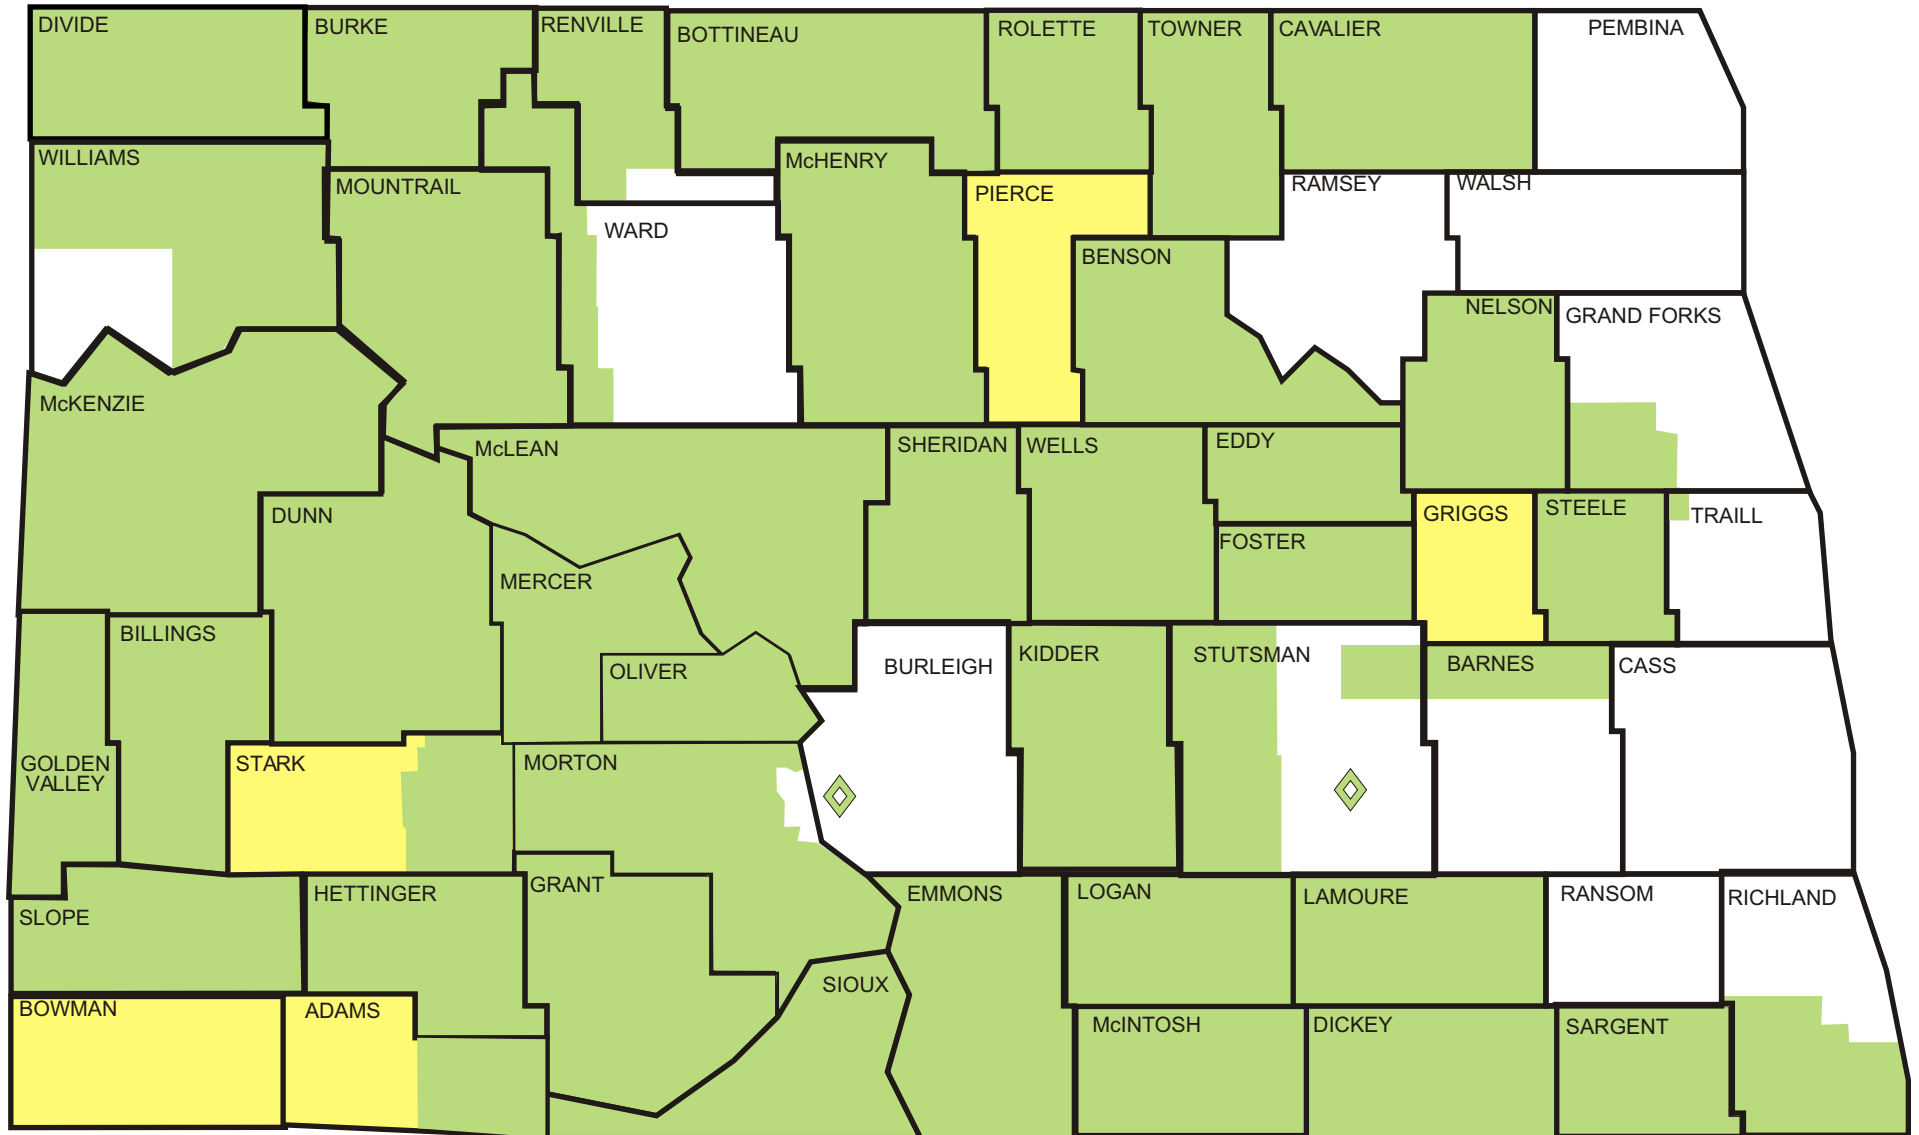 DIVIDE
BURKE
RENVILLE
BOTTINEAU
ROLETTE
TOWNER
CAVALIER
PEMBINA
WILLIAMS
MOUNTRAIL
McHENRY
PIERCE
RAMSEY
WALSH
WARD
BENSON
NELSON
GRAND FORKS
McKENZIE
McLEAN
SHERIDAN
WELLS
EDDY
DUNN
GRIGGS
STEELE
TRAILL
FOSTER
MERCER
BILLINGS
OLIVER
BURLEIGH
KIDDER
STUTSMAN
BARNES
CASS
GOLDEN
VALLEY
STARK
MORTON
SLOPE
HETTINGER
GRANT
EMMONS
LOGAN
LAMOURE
RANSOM
RICHLAND
SIOUX
BOWMAN
ADAMS
McINTOSH
DICKEY
SARGENT